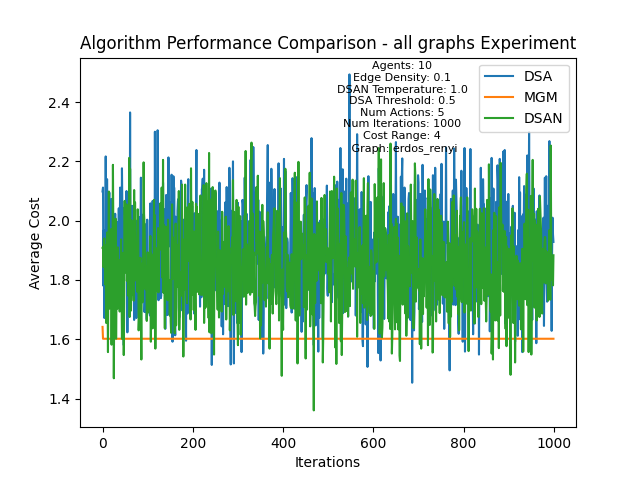 Algorithm Performance Comparison - all graphs Experiment
Agents: 10
Edge Density: 0.1
DSAN Temperature: 1.0
DSA Threshold: 0.5
Num Actions: 5
Num Iterations: 1000
Cost Range: 4
Graph:erdos_renyi
DSA
MGM
DSAN
Average Cost
2.4
2.2
2.0
1.8
1.6
1.4
0
200
400
600
800
1000
Iterations